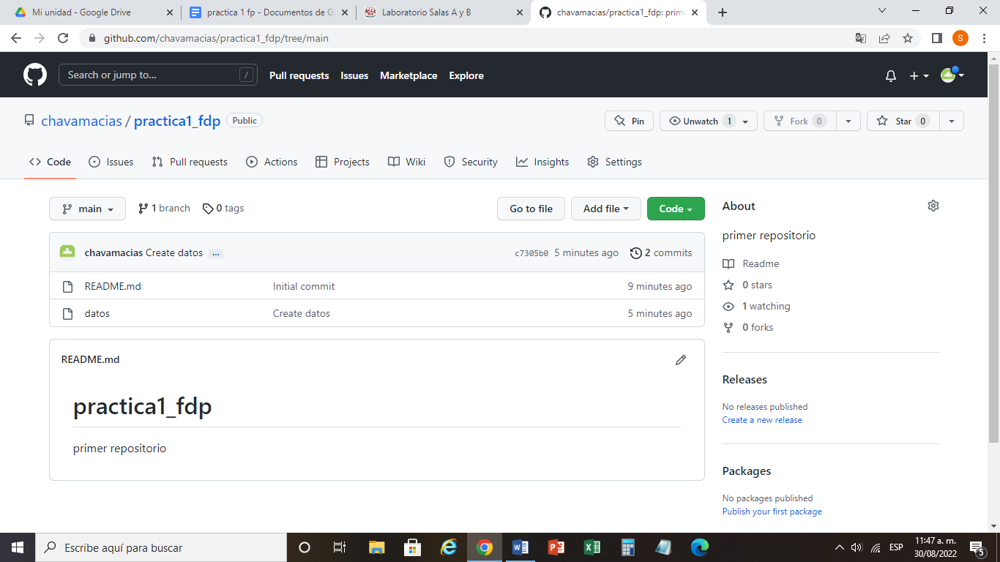 Mi unidad - Google Drive
practica 1 fp - Documentos de G
Laboratorio Salas A y B
chavamacias/practica1_fdp: prim
github.com/chavamacias/practica1_fdp/tree/main
S
Search or jump to...
/
Pull requests
Issues
Marketplace
Explore
chavamacias / practica1_fdp
Public
Pin
Unwatch 1
Fork 0
Star 0
Code
Issues
Pull requests
Actions
Projects
Wiki
Security
Insights
Settings
main
1 branch
0 tags
Go to file
Add file
Code
chavamacias Create datos ...
c7305b0 5 minutes ago
2 commits
README.md
Initial commit
9 minutes ago
datos
Create datos
5 minutes ago
README.md
practica1_fdp
primer repositorio
About
primer repositorio
Readme
0 stars
1 watching
0 forks
Releases
No releases published
Create a new release
Packages
No packages published
Publish your first package
Escribe aquí para buscar
ESP
11:47 a. m.
30/08/2022
5